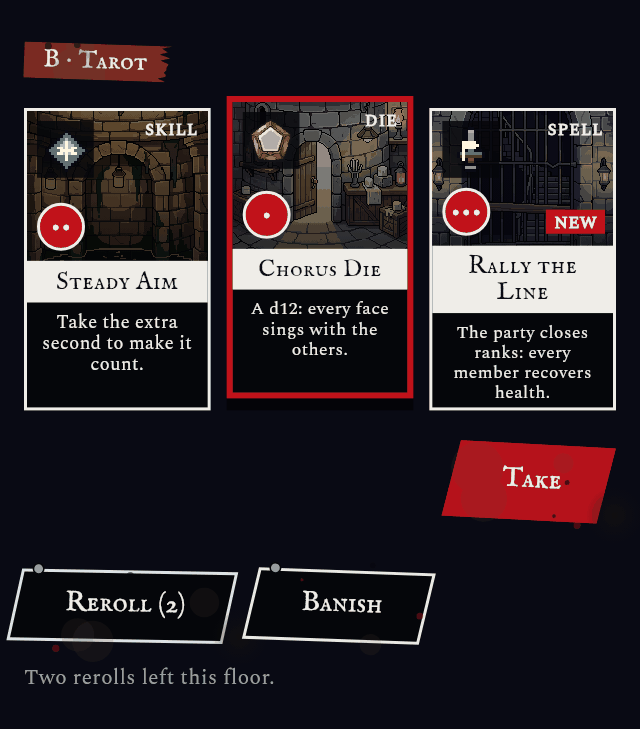 B · Tarot
SKILL
Steady Aim
Take the extra
second to make it
count.
DIE
Chorus Die
A d12: every face
sings with the
others.
SPELL
NEW
Rally the
Line
The party closes
ranks: every
member recovers
health.
Take
Reroll (2)
Banish
Two rerolls left this floor.